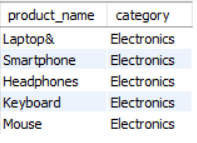 product_name category
Laptop& Electronics
Smartphone Electronics
Headphones Electronics
Keyboard Electronics
Mouse Electronics